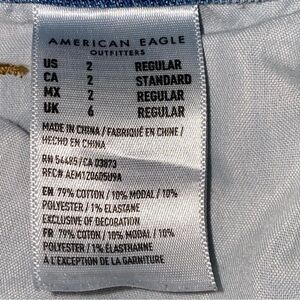 AMERICAN EAGLE
OUTFITTERS
US 2 REGULAR
CA 2 STANDARD
MX 2 REGULAR
UK 6 REGULAR
MADE IN CHINA / FABRIQUÉ EN CHINE /
HECHO EN CHINA
RN 54485/CA 03873
RFC# AEM120605U9A
EN: 79% COTTON / 10% MODAL / 10%
POLYESTER / 1% ELASTANE
EXCLUSIVE OF DECORATION
FR: 79% COTON / 10% MODAL / 10%
POLYESTER / 1% ÉLASTHANNE
À L'EXCEPTION DE LA GARNITURE